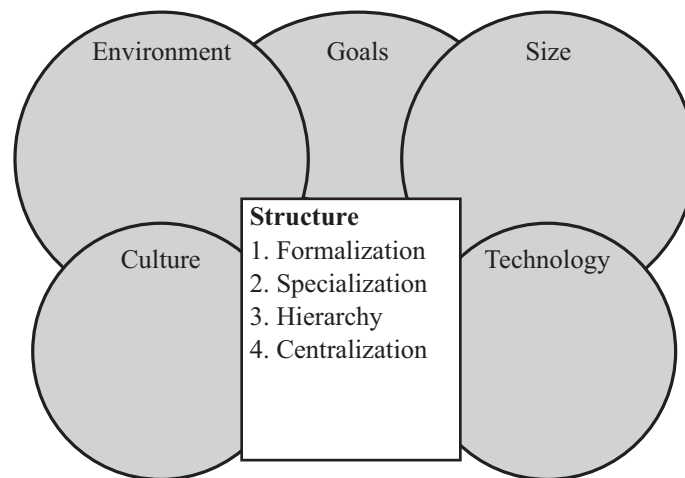 Environment
Goals
Size
Culture
Structure
1. Formalization
2. Specialization
3. Hierarchy
4. Centralization
Technology